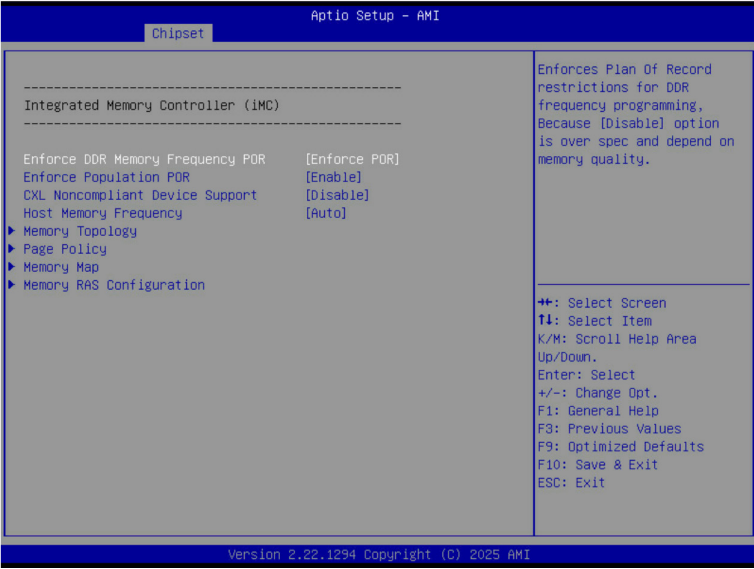 Aptio Setup – AMI
Chipset
------------------------------------------------
Integrated Memory Controller (iMC)
------------------------------------------------
Enforce DDR Memory Frequency POR [Enforce POR]
Enforce Population POR [Enable]
CXL Noncompliant Device Support [Disable]
Host Memory Frequency [Auto]
Memory Topology
Page Policy
Memory Map
Memory RAS Configuration
Enforces Plan Of Record
restrictions for DDR
frequency programming,
Because [Disable] option
is over spec and depend on
memory quality.
→←: Select Screen
↑↓: Select Item
K/M: Scroll Help Area
Up/Down.
Enter: Select
+/-: Change Opt.
F1: General Help
F3: Previous Values
F9: Optimized Defaults
F10: Save & Exit
ESC: Exit
Version 2.22.1294 Copyright (C) 2025 AMI